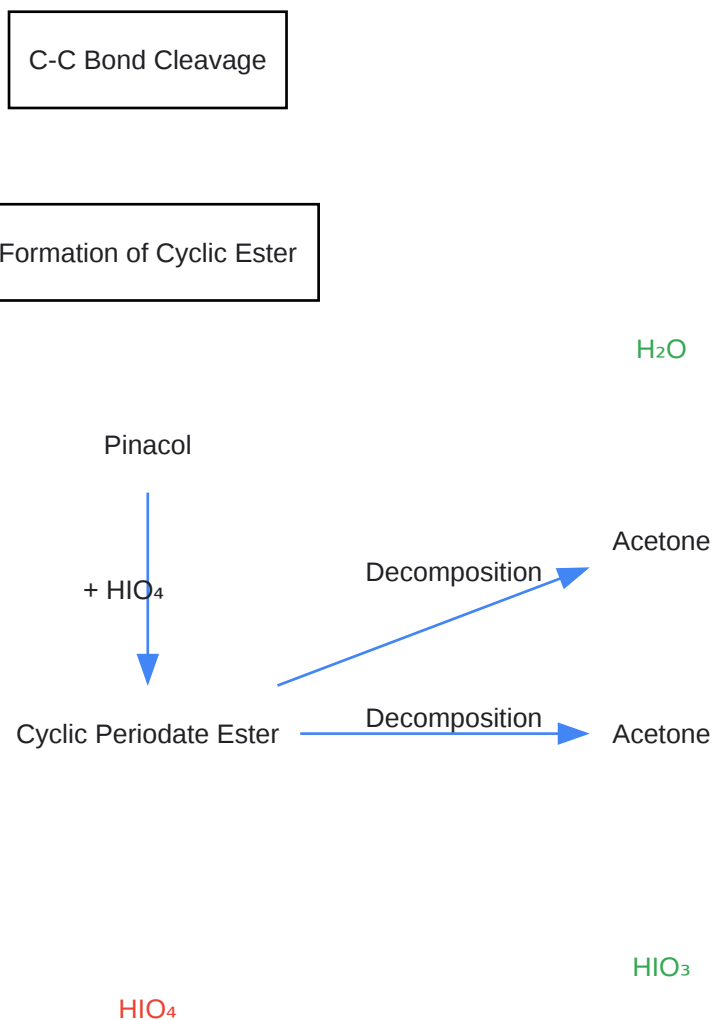 C-C Bond Cleavage
Formation of Cyclic Ester
H₂O
Pinacol
Acetone
Decomposition
+ HIO₄
Decomposition
Cyclic Periodate Ester
Acetone
HIO₃
HIO₄